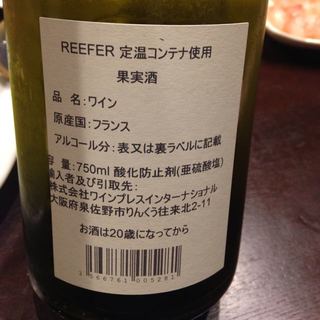 REEFER 定温コンテナ使用
果実酒
品 名:ワイン
原産国:フランス
アルコール分:表又は裏ラベルに記載
容 量:750ml 酸化防止剤(亜硫酸塩)
輸入者及び引取先:
株式会社ワインプレスインターナショナル
大阪府泉佐野市りんくう往来北2-11
お酒は20歳になってから
3 566761 005281